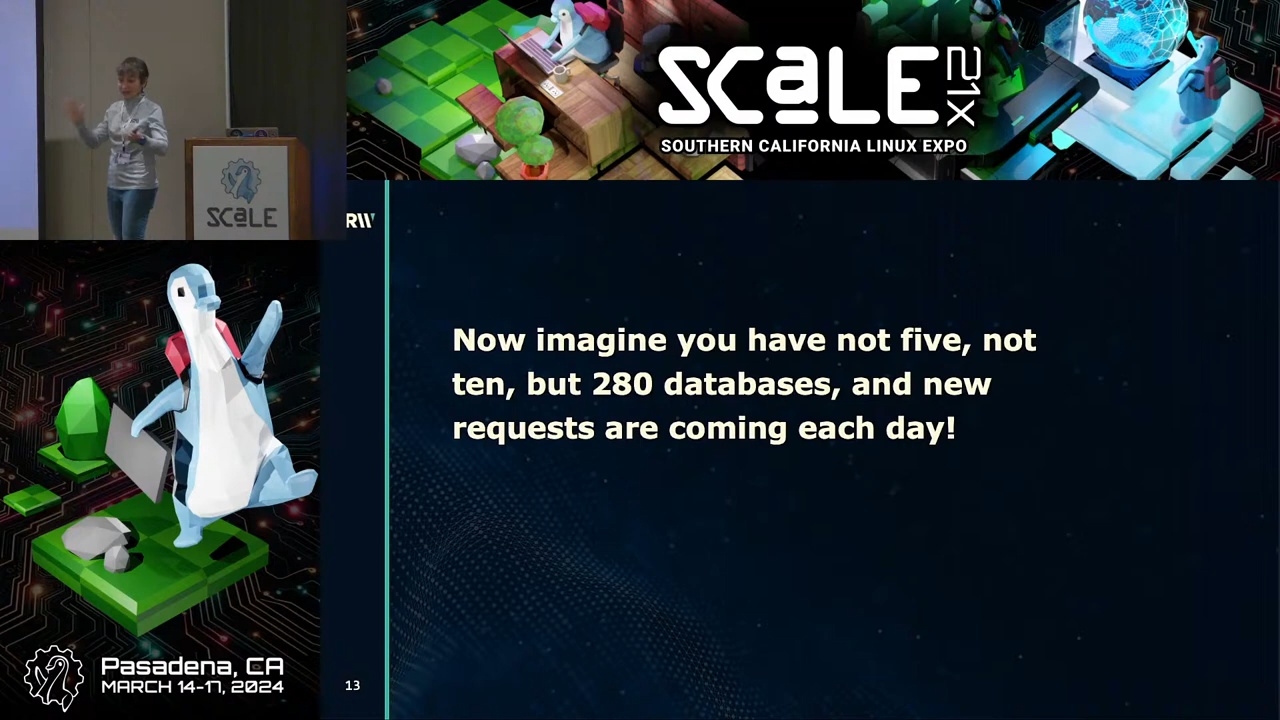 SCaLE 21X
SOUTHERN CALIFORNIA LINUX EXPO
SCaLE
RW
Now imagine you have not five, not
ten, but 280 databases, and new
requests are coming each day!
Pasadena, CA
MARCH 14-17, 2024
13